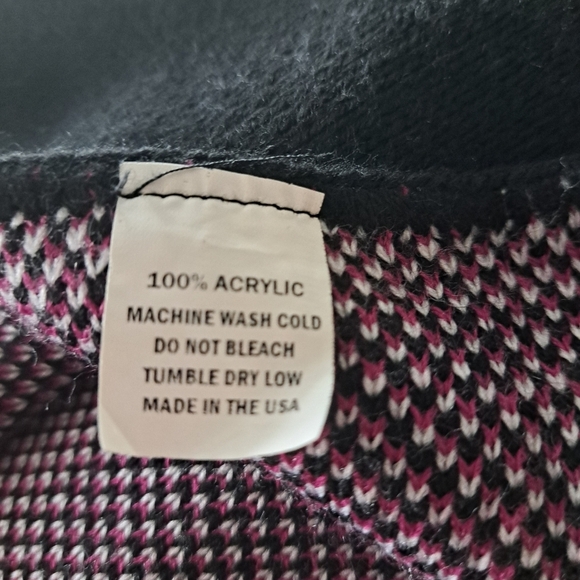 100% ACRYLIC
MACHINE WASH COLD
DO NOT BLEACH
TUMBLE DRY LOW
MADE IN THE USA